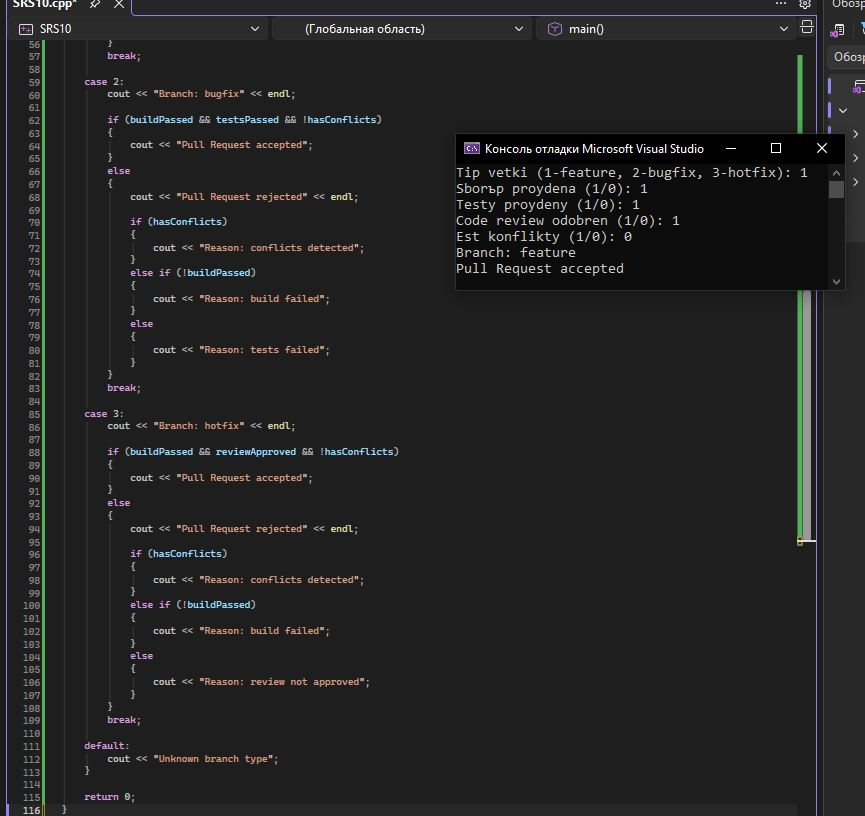 SRS10.cpp*
Обозр
SRS10
(Глобальная область)
main()
Обозр
56 }
57 break;
58
59 case 2:
60 cout << "Branch: bugfix" << endl;
61
62 if (buildPassed && testsPassed && !hasConflicts)
63 {
64 cout << "Pull Request accepted";
65 }
66 else
67 {
68 cout << "Pull Request rejected" << endl;
69
70 if (hasConflicts)
71 {
72 cout << "Reason: conflicts detected";
73 }
74 else if (!buildPassed)
75 {
76 cout << "Reason: build failed";
77 }
78 else
79 {
80 cout << "Reason: tests failed";
81 }
82 }
83 break;
84
85 case 3:
86 cout << "Branch: hotfix" << endl;
87
88 if (buildPassed && reviewApproved && !hasConflicts)
89 {
90 cout << "Pull Request accepted";
91 }
92 else
93 {
94 cout << "Pull Request rejected" << endl;
95
96 if (hasConflicts)
97 {
98 cout << "Reason: conflicts detected";
99 }
100 else if (!buildPassed)
101 {
102 cout << "Reason: build failed";
103 }
104 else
105 {
106 cout << "Reason: review not approved";
107 }
108 }
109 break;
110
111 default:
112 cout << "Unknown branch type";
113 }
114
115 return 0;
116 }
Консоль отладки Microsoft Visual Studio
Tip vetki (1-feature, 2-bugfix, 3-hotfix): 1
Sborър proydena (1/0): 1
Testy proydeny (1/0): 1
Code review odobren (1/0): 1
Est konflikty (1/0): 0
Branch: feature
Pull Request accepted